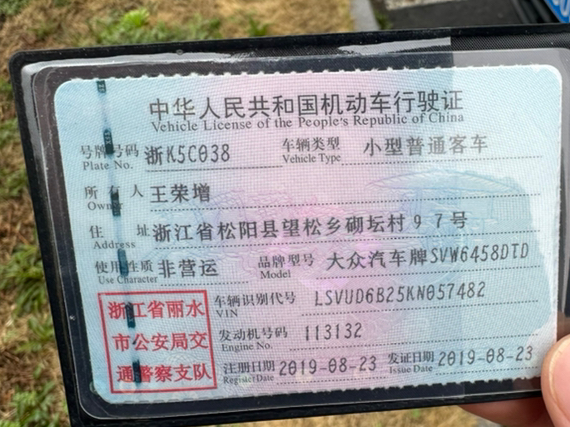 中华人民共和国机动车行驶证
Vehicle License of the People's Republic of China
号牌号码 浙K5C038 车辆类型 小型普通客车
Plate No. Vehicle Type
所有人 王荣增
Owner
住址 浙江省松阳县望松乡砌坛村97号
Address
使用性质 非营运 品牌型号 大众汽车牌SVW6458DTD
Use Character Model
浙江省丽水
市公安局交
通警察支队
车辆识别代号 LSVUD6B25KN057482
VIN
发动机号码 113132
Engine No.
注册日期 2019-08-23 发证日期 2019-08-23
Register Date Issue Date